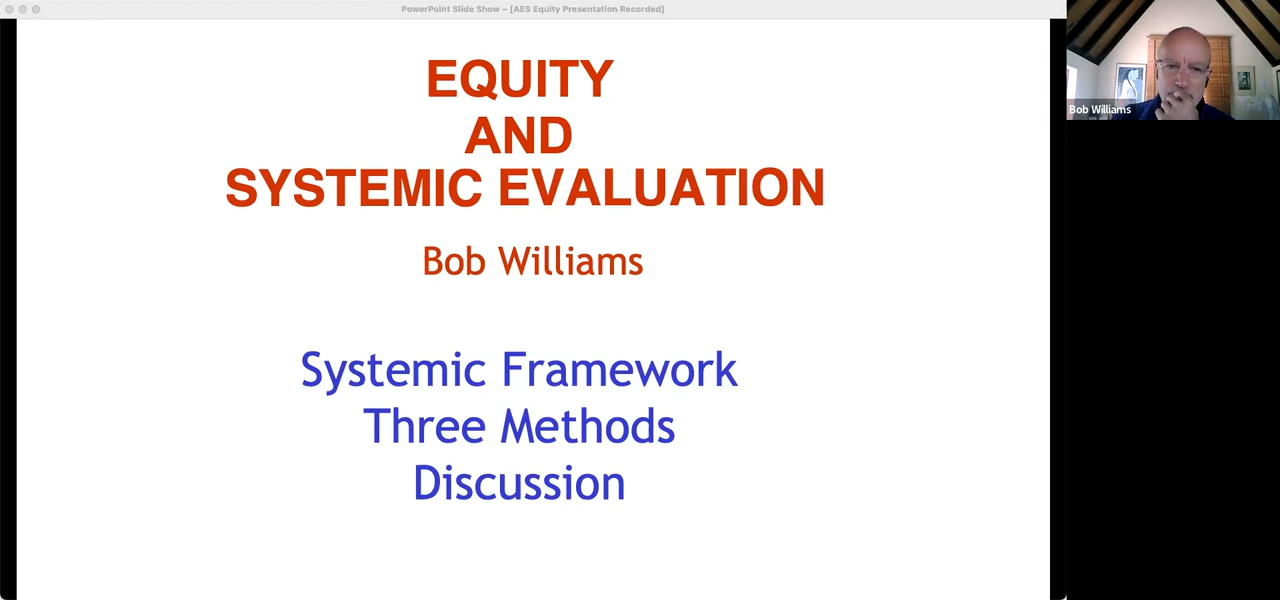 PowerPoint Slide Show – [AES Equity Presentation Recorded]
EQUITY
AND
SYSTEMIC EVALUATION
Bob Williams
Systemic Framework
Three Methods
Discussion
Bob Williams